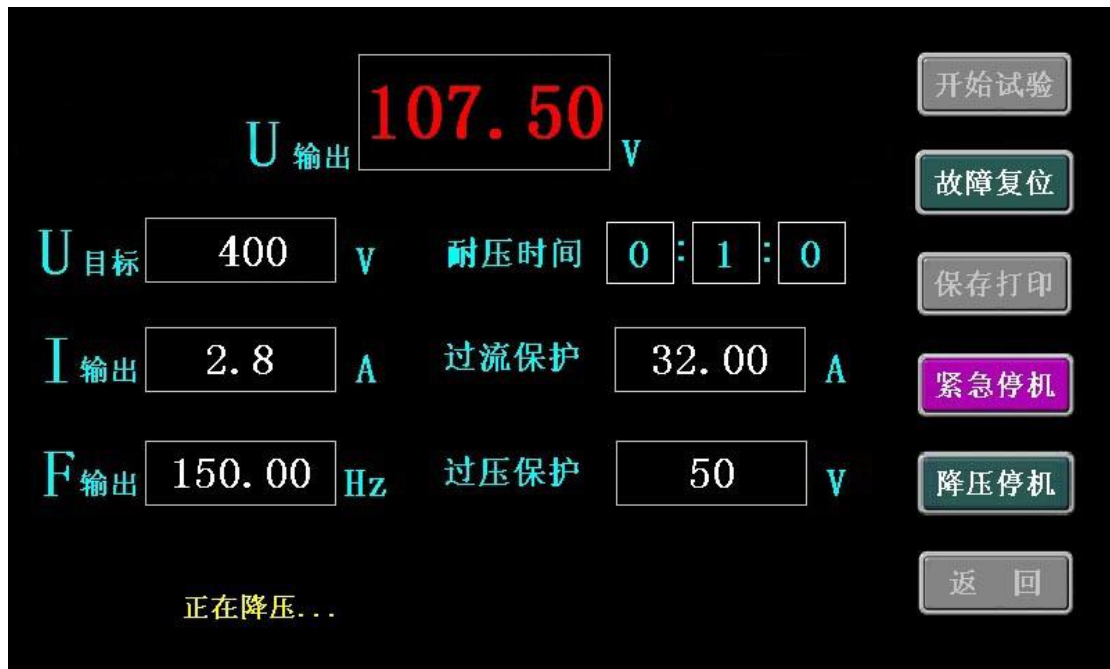 U输出 107.50 V
U目标 400 V
耐压时间 0:1:0
I输出 2.8 A
过流保护 32.00 A
F输出 150.00 Hz
过压保护 50 V
正在降压...
开始试验
故障复位
保存打印
紧急停机
降压停机
返 回